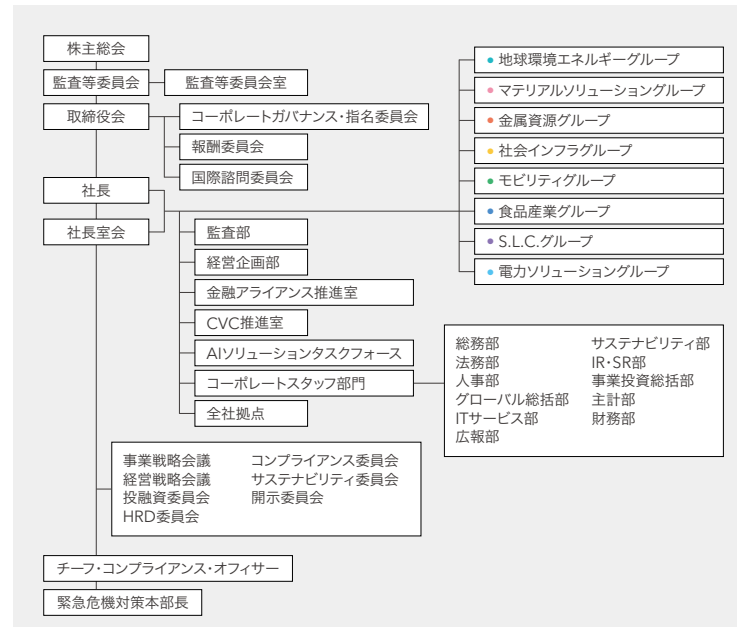 株主総会
監査等委員会
監査等委員会室
取締役会
コーポレートガバナンス・指名委員会
報酬委員会
国際諮問委員会
社長
社長室会
監査部
経営企画部
金融アライアンス推進室
CVC推進室
AIソリューションタスクフォース
コーポレートスタッフ部門
全社拠点
地球環境エネルギーグループ
マテリアルソリューショングループ
金属資源グループ
社会インフラグループ
モビリティグループ
食品産業グループ
S.L.C.グループ
電力ソリューショングループ
総務部
法務部
人事部
グローバル総括部
ITサービス部
広報部
サステナビリティ部
IR・SR部
事業投資総括部
主計部
財務部
事業戦略会議
経営戦略会議
投融資委員会
HRD委員会
コンプライアンス委員会
サステナビリティ委員会
開示委員会
チーフ・コンプライアンス・オフィサー
緊急危機対策本部長